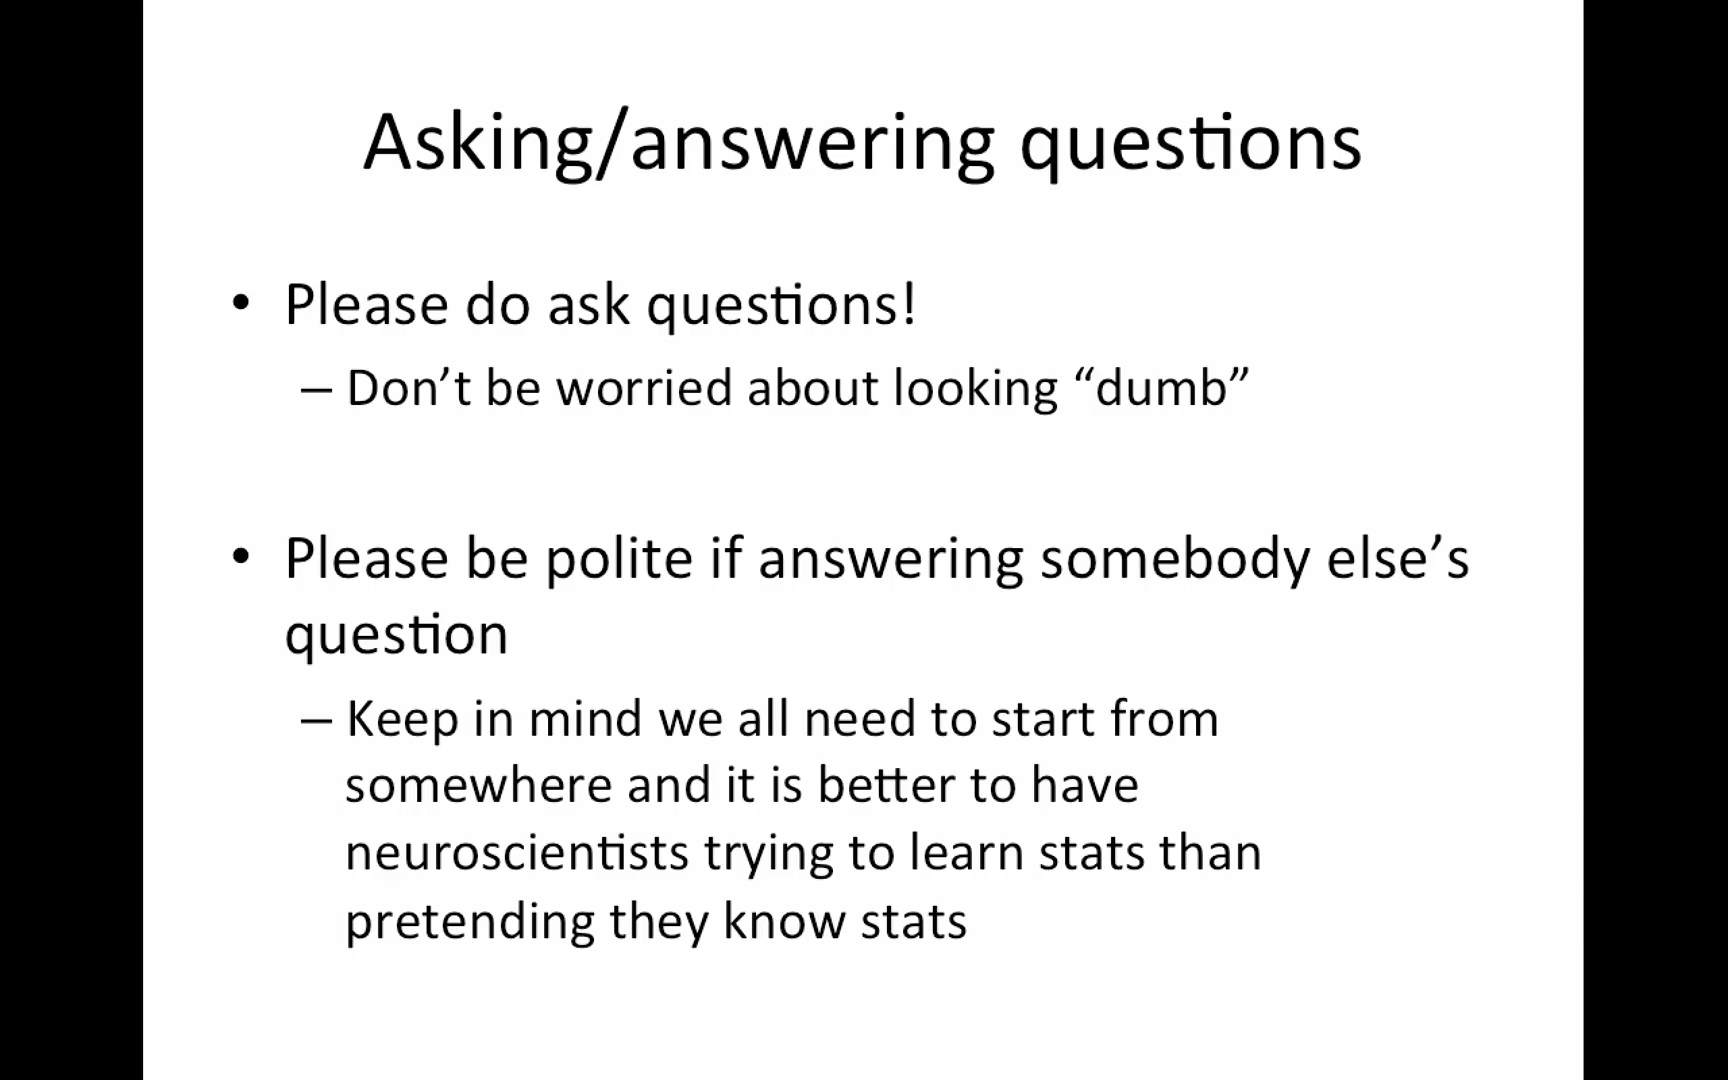 Asking/answering questions
• Please do ask questions!
– Don’t be worried about looking “dumb”
• Please be polite if answering somebody else’s
question
– Keep in mind we all need to start from
somewhere and it is better to have
neuroscientists trying to learn stats than
pretending they know stats